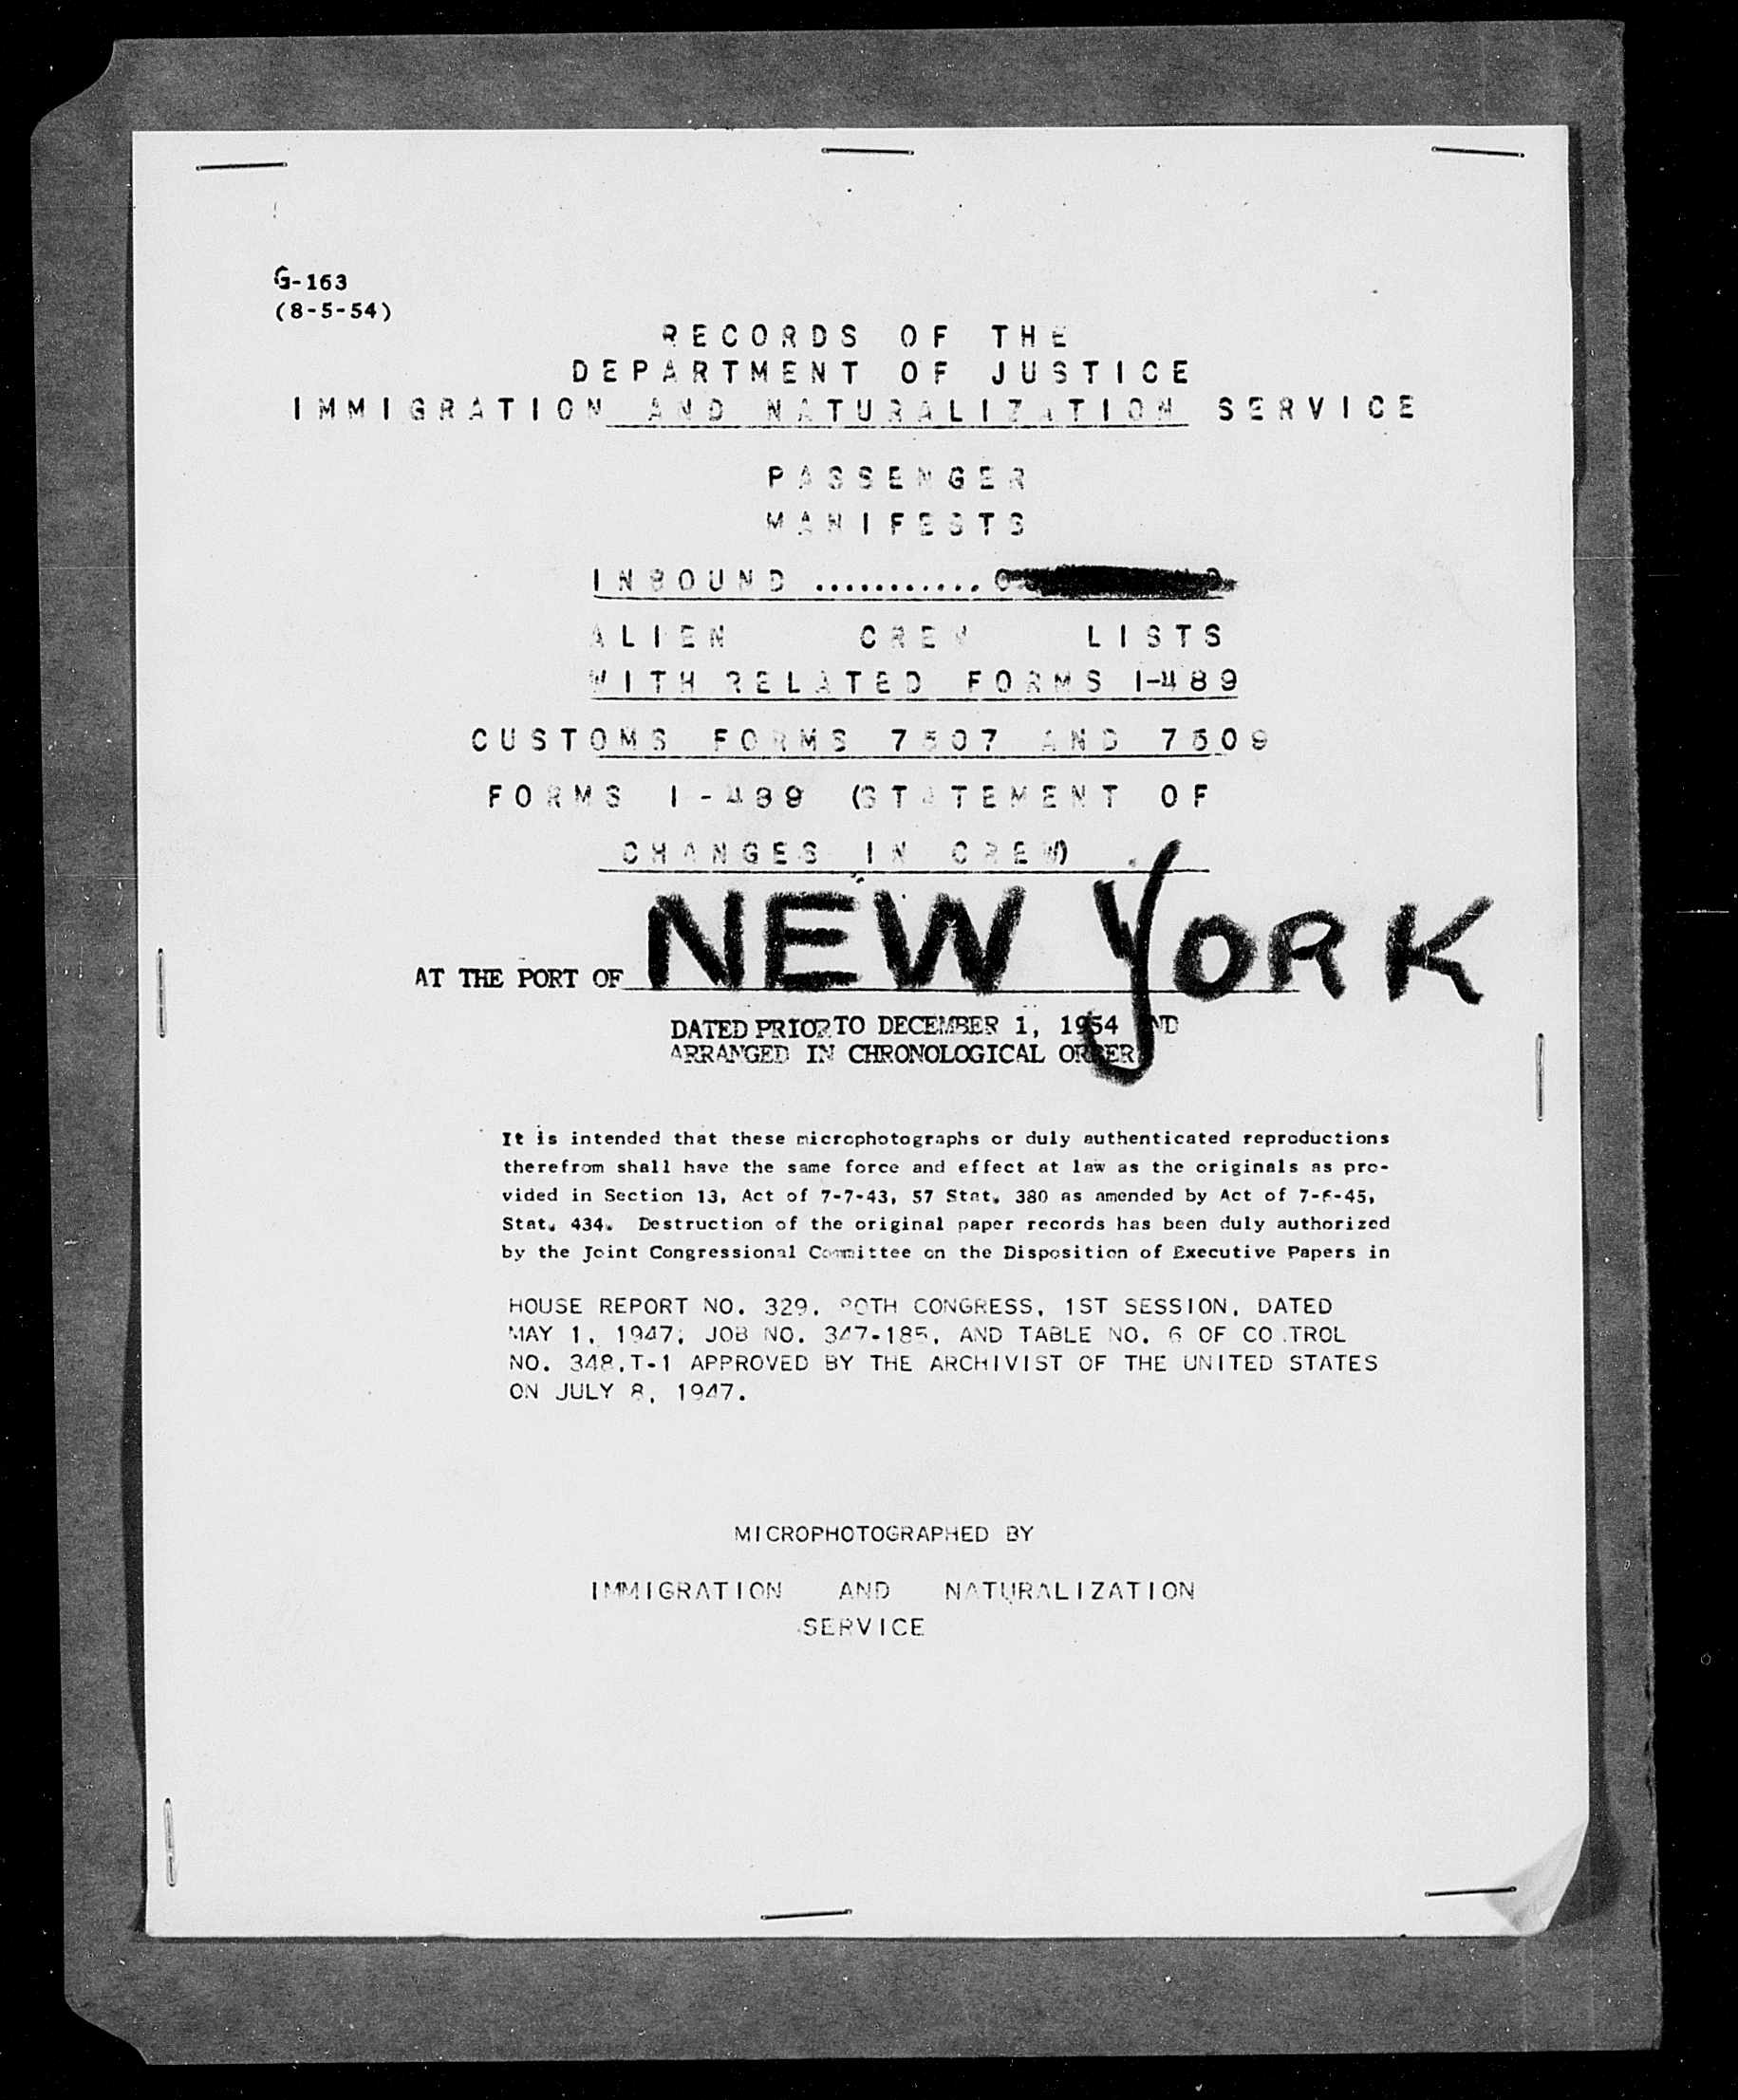 G-163
(8-5-54)
RECORDS OF THE
DEPARTMENT OF JUSTICE
IMMIGRATION AND NATURALIZATION SERVICE
PASSENGER
MANIFESTS
INBOUND ...........
ALIEN CREW LISTS
WITH RELATED FORMS I-489
CUSTOMS FORMS 7507 AND 7509
FORMS I-489 (STATEMENT OF
CHANGES IN CREW)
AT THE PORT OF NEW YORK
DATED PRIOR TO DECEMBER 1, 1954 AND
ARRANGED IN CHRONOLOGICAL ORDER
It is intended that these microphotographs or duly authenticated reproductions
therefrom shall have the same force and effect at law as the originals as pro-
vided in Section 13, Act of 7-7-43, 57 Stat. 380 as amended by Act of 7-6-45,
Stat. 434. Destruction of the original paper records has been duly authorized
by the Joint Congressional Committee on the Disposition of Executive Papers in
HOUSE REPORT NO. 329, 80TH CONGRESS, 1ST SESSION, DATED
MAY 1, 1947; JOB NO. 347-185, AND TABLE NO. 6 OF CO TROL
NO. 348,T-1 APPROVED BY THE ARCHIVIST OF THE UNITED STATES
ON JULY 8, 1947.
MICROPHOTOGRAPHED BY
IMMIGRATION AND NATURALIZATION
SERVICE